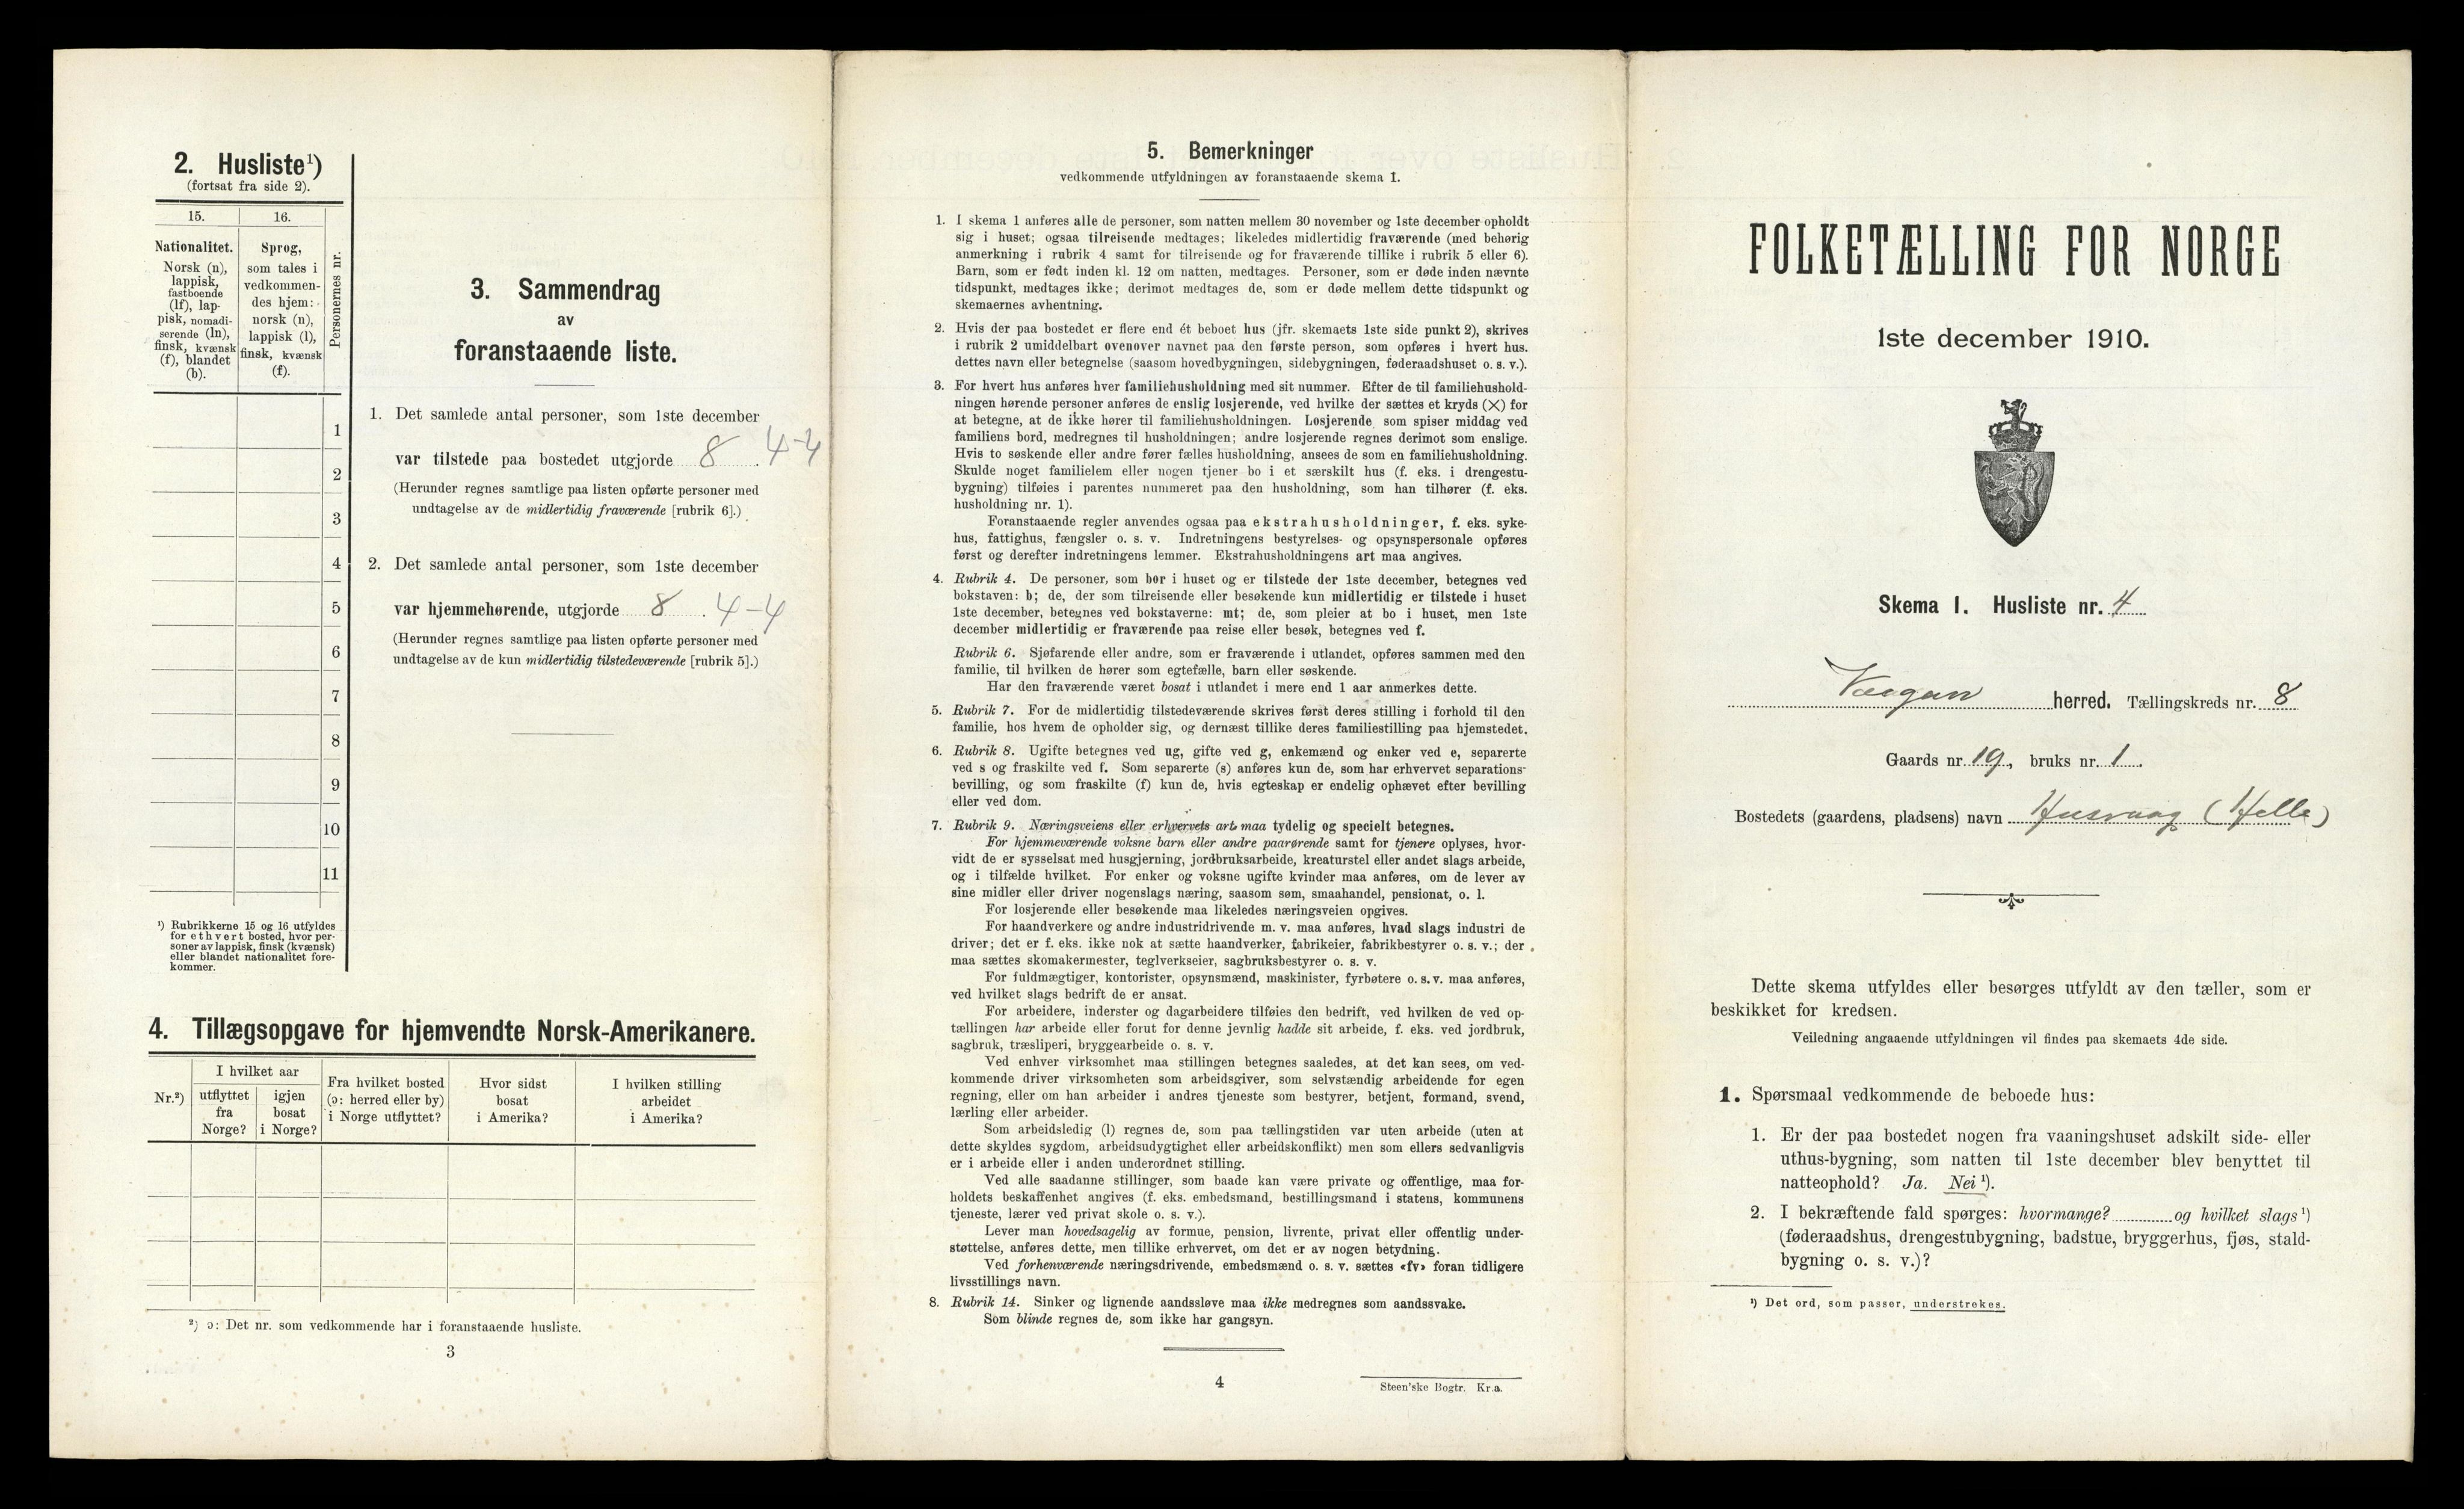 2. Husliste¹)
(fortsat fra side 2).
15.
16.
Personernes nr.
Nationalitet.
Norsk (n),
lappisk,
fastboende
(lf), lap-
pisk, nomadi-
serende (ln),
finsk, kvænsk
(f), blandet
(b).
Sprog,
som tales i
vedkommen-
des hjem:
norsk (n),
lappisk (l),
finsk, kvænsk
(f).
1
2
3
4
5
6
7
8
9
10
11
¹) Rubrikkerne 15 og 16 utfyldes
for ethvert bosted, hvor per-
soner av lappisk, finsk (kvænsk)
eller blandet nationalitet fore-
kommer.
3. Sammendrag
av
foranstaaende liste.
1. Det samlede antal personer, som 1ste december
var tilstede paa bostedet utgjorde 8. 4-4
(Herunder regnes samtlige paa listen opførte personer med
undtagelse av de midlertidig fraværende [rubrik 6].)
2. Det samlede antal personer, som 1ste december
var hjemmehørende, utgjorde 8. 4-4
(Herunder regnes samtlige paa listen opførte personer med
undtagelse av de kun midlertidig tilstedeværende [rubrik 5].)
4. Tillægsopgave for hjemvendte Norsk-Amerikanere.
Nr.²)
I hvilket aar
utflyttet
fra
Norge?
igjen
bosat
i Norge?
Fra hvilket bosted
(ɔ: herred eller by)
i Norge utflyttet?
Hvor sidst
bosat
i Amerika?
I hvilken stilling
arbeidet
i Amerika?
²) ɔ: Det nr. som vedkommende har i foranstaaende husliste.
3
5. Bemerkninger
vedkommende utfyldningen av foranstaaende skema 1.
1. I skema 1 anføres alle de personer, som natten mellem 30 november og 1ste december opholdt
sig i huset; ogsaa tilreisende medtages; likeledes midlertidig fraværende (med behørig
anmerkning i rubrik 4 samt for tilreisende og for fraværende tillike i rubrik 5 eller 6).
Barn, som er født inden kl. 12 om natten, medtages. Personer, som er døde inden nævnte
tidspunkt, medtages ikke; derimot medtages de, som er døde mellem dette tidspunkt og
skemaernes avhentning.
2. Hvis der paa bostedet er flere end ét beboet hus (jfr. skemaets 1ste side punkt 2), skrives
i rubrik 2 umiddelbart ovenover navnet paa den første person, som opføres i hvert hus.
dettes navn eller betegnelse (saasom hovedbygningen, sidebygningen, føderaadshuset o. s. v.).
3. For hvert hus anføres hver familiehusholdning med sit nummer. Efter de til familiehushold-
ningen hørende personer anføres de enslig losjerende, ved hvilke der sættes et kryds (×) for
at betegne, at de ikke hører til familiehusholdningen. Losjerende som spiser middag ved
familiens bord, medregnes til husholdningen; andre losjerende regnes derimot som enslige.
Hvis to søskende eller andre fører fælles husholdning, ansees de som en familiehusholdning.
Skulde noget familielem eller nogen tjener bo i et særskilt hus (f. eks. i drengestu-
bygning) tilføies i parentes nummeret paa den husholdning, som han tilhører (f. eks.
husholdning nr. 1).
Foranstaaende regler anvendes ogsaa paa ekstrahusholdninger, f. eks. syke-
hus, fattighus, fængsler o. s. v. Indretningens bestyrelses- og opsynspersonale opføres
først og derefter indretningens lemmer. Ekstrahusholdningens art maa angives.
4. Rubrik 4. De personer, som bor i huset og er tilstede der 1ste december, betegnes ved
bokstaven: b; de, der som tilreisende eller besøkende kun midlertidig er tilstede i huset
1ste december, betegnes ved bokstaverne: mt; de, som pleier at bo i huset, men 1ste
december midlertidig er fraværende paa reise eller besøk, betegnes ved f.
Rubrik 6. Sjøfarende eller andre, som er fraværende i utlandet, opføres sammen med den
familie, til hvilken de hører som egtefælle, barn eller søskende.
Har den fraværende været bosat i utlandet i mere end 1 aar anmerkes dette.
5. Rubrik 7. For de midlertidig tilstedeværende skrives først deres stilling i forhold til den
familie, hos hvem de opholder sig, og dernæst tillike deres familiestilling paa hjemstedet.
6. Rubrik 8. Ugifte betegnes ved ug, gifte ved g, enkemænd og enker ved e, separerte
ved s og fraskilte ved f. Som separerte (s) anføres kun de, som har erhvervet separations-
bevilling, og som fraskilte (f) kun de, hvis egteskap er endelig ophævet efter bevilling
eller ved dom.
7. Rubrik 9. Næringsveiens eller erhvervets art maa tydelig og specielt betegnes.
For hjemmeværende voksne barn eller andre paarørende samt for tjenere oplyses, hvor-
vidt de er sysselsat med husgjerning, jordbruksarbeide, kreaturstel eller andet slags arbeide,
og i tilfælde hvilket. For enker og voksne ugifte kvinder maa anføres, om de lever av
sine midler eller driver nogenslags næring, saasom søm, smaahandel, pensionat, o. l.
For losjerende eller besøkende maa likeledes næringsveien opgives.
For haandverkere og andre industridrivende m. v. maa anføres, hvad slags industri de
driver; det er f. eks. ikke nok at sætte haandverker, fabrikeier, fabrikbestyrer o. s. v.; der
maa sættes skomakermester, teglverkseier, sagbruksbestyrer o. s. v.
For fuldmægtiger, kontorister, opsynsmænd, maskinister, fyrbøtere o. s. v. maa anføres,
ved hvilket slags bedrift de er ansat.
For arbeidere, inderster og dagarbeidere tilføies den bedrift, ved hvilken de ved op-
tællingen har arbeide eller forut for denne jevnlig hadde sit arbeide, f. eks. ved jordbruk,
sagbruk, træsliperi, bryggearbeide o. s. v.
Ved enhver virksomhet maa stillingen betegnes saaledes, at det kan sees, om ved-
kommende driver virksomheten som arbeidsgiver, som selvstændig arbeidende for egen
regning, eller om han arbeider i andres tjeneste som bestyrer, betjent, formand, svend,
lærling eller arbeider.
Som arbeidsledig (l) regnes de, som paa tællingstiden var uten arbeide (uten at
dette skyldes sygdom, arbeidsudygtighet eller arbeidskonflikt) men som ellers sedvanligvis
er i arbeide eller i anden underordnet stilling.
Ved alle saadanne stillinger, som baade kan være private og offentlige, maa for-
holdets beskaffenhet angives (f. eks. embedsmand, bestillingsmand i statens, kommunens
tjeneste, lærer ved privat skole o. s. v.).
Lever man hovedsagelig av formue, pension, livrente, privat eller offentlig under-
støttelse, anføres dette, men tillike erhvervet, om det er av nogen betydning.
Ved forhenværende næringsdrivende, embedsmænd o. s. v. sættes «fv» foran tidligere
livsstillings navn.
8. Rubrik 14. Sinker og lignende aandssløve maa ikke medregnes som aandssvake.
Som blinde regnes de, som ikke har gangsyn.
4
Steen'ske Bogtr. Kr.a.
FOLKETÆLLING FOR NORGE
1ste december 1910.
Skema 1. Husliste nr. 4
Vaagan herred. Tællingskreds nr. 8
Gaards nr. 19, bruks nr. 1.
Bostedets (gaardens, pladsens) navn Husvaag (Helle)
Dette skema utfyldes eller besørges utfyldt av den tæller, som er
beskikket for kredsen.
Veiledning angaaende utfyldningen vil findes paa skemaets 4de side.
1. Spørsmaal vedkommende de beboede hus:
1. Er der paa bostedet nogen fra vaaningshuset adskilt side- eller
uthus-bygning, som natten til 1ste december blev benyttet til
natteophold? Ja. Nei ¹).
2. I bekræftende fald spørges: hvormange? og hvilket slags ¹)
(føderaadshus, drengestubygning, badstue, bryggerhus, fjøs, stald-
bygning o. s. v.)?
¹) Det ord, som passer, understrekes.